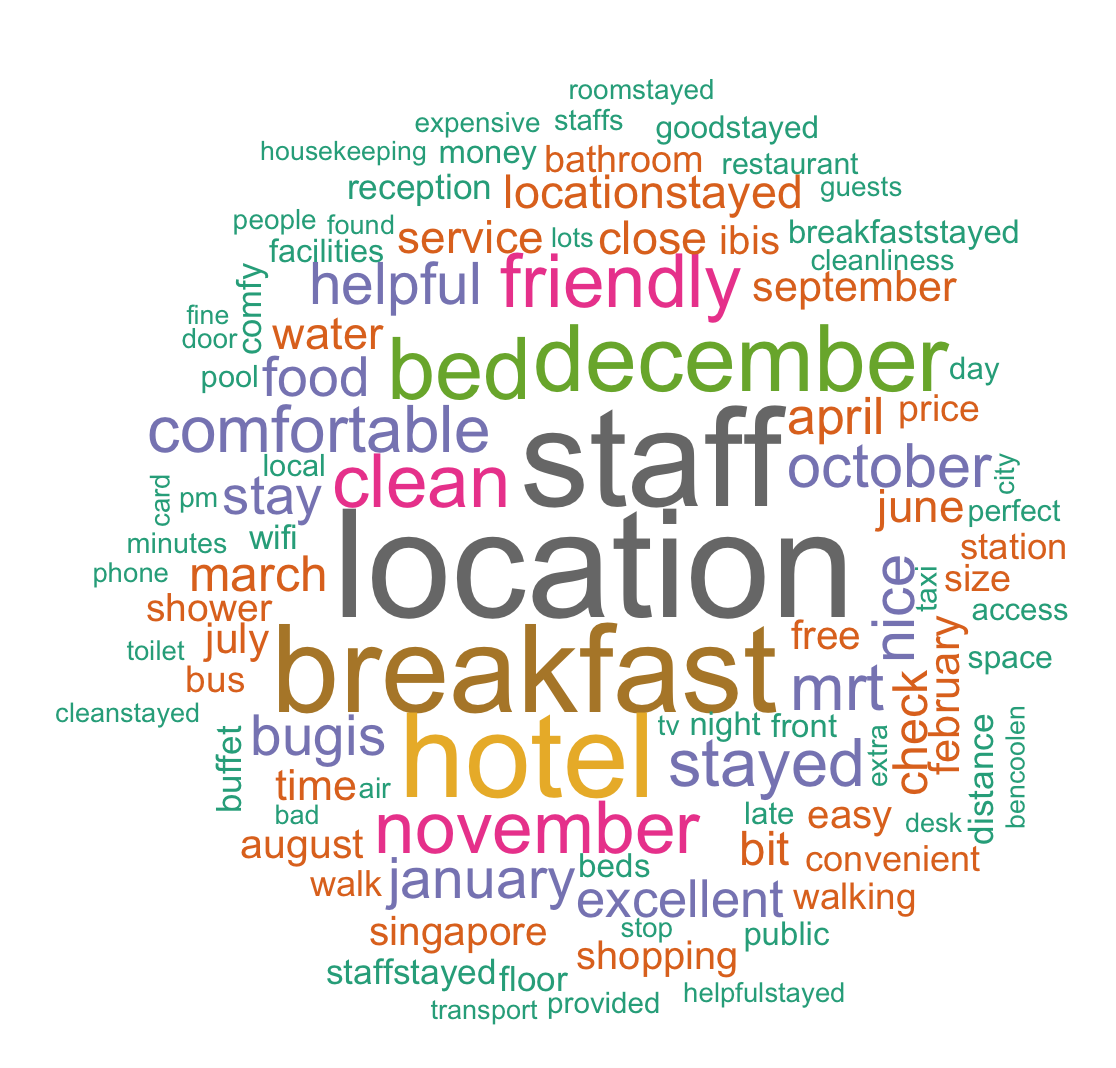 roomstayed
expensive staffs goodstayed
housekeeping money bathroom restaurant
reception locationstayed guests
people found service lots close ibis breakfaststayed
facilities cleanliness
comfy helpful friendly september
fine
door water bed december
pool food day
comfortable staff april price
local clean october city
card pm stay june perfect
minutes wifi location station
phone march nice taxi size
shower access
july breakfast free february
toilet space
bus mrt check
cleanstayed
buffet bugis hotel tv night front extra distance bencoolen
stayed
time air
bad late easy desk
august november bit convenient
walk january beds excellent walking
singapore stop public
shopping
staffstayed floor
transport provided helpfulstayed